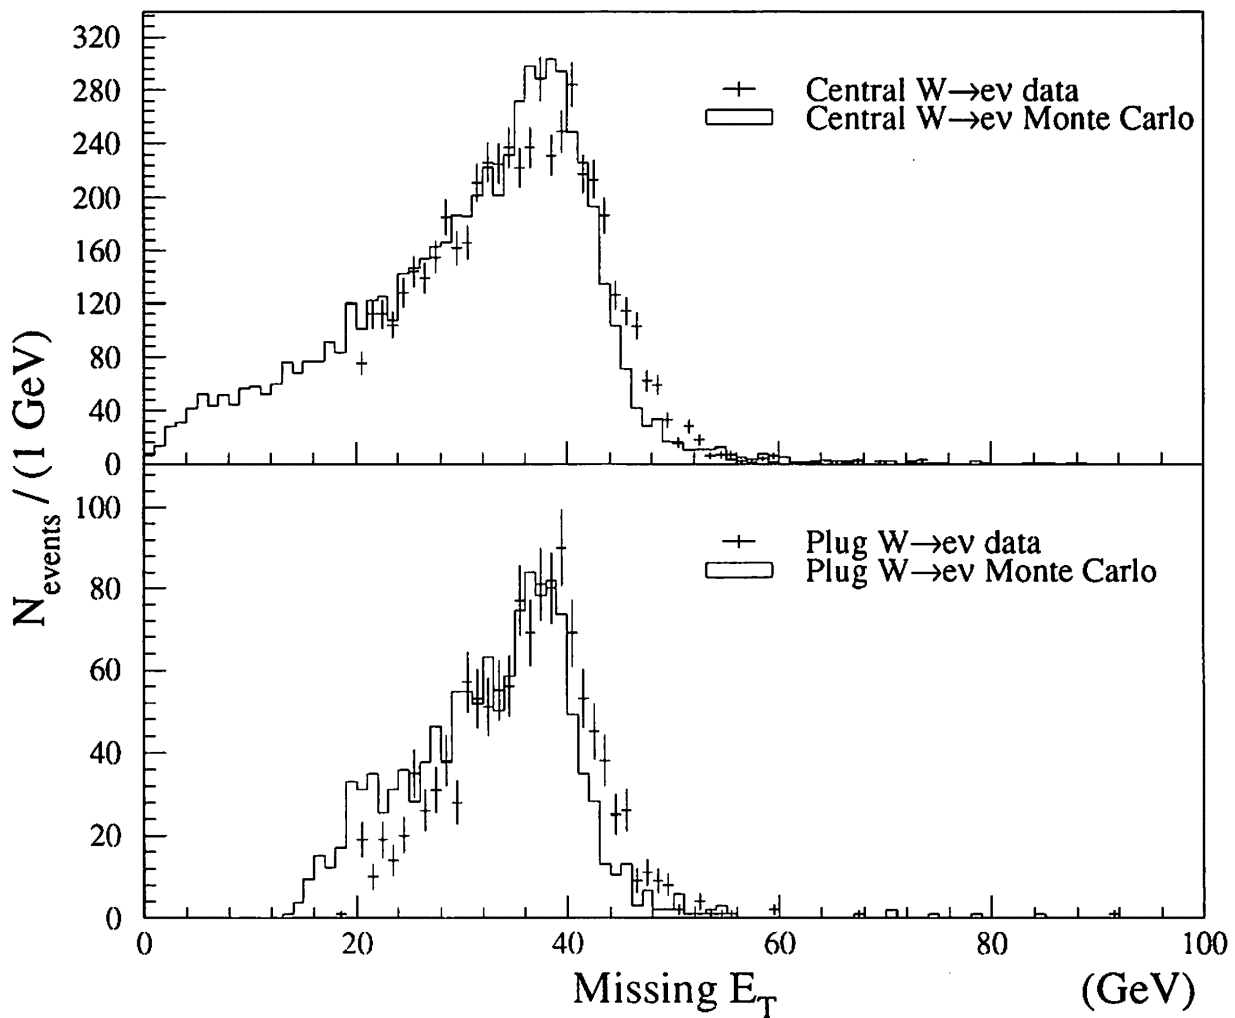 320
280
240
200
160
120
80
40
0
Central W→eν data
Central W→eν Monte Carlo
100
80
60
40
20
0
Plug W→eν data
Plug W→eν Monte Carlo
N_events / (1 GeV)
0 20 40 60 80 100
Missing E_T (GeV)